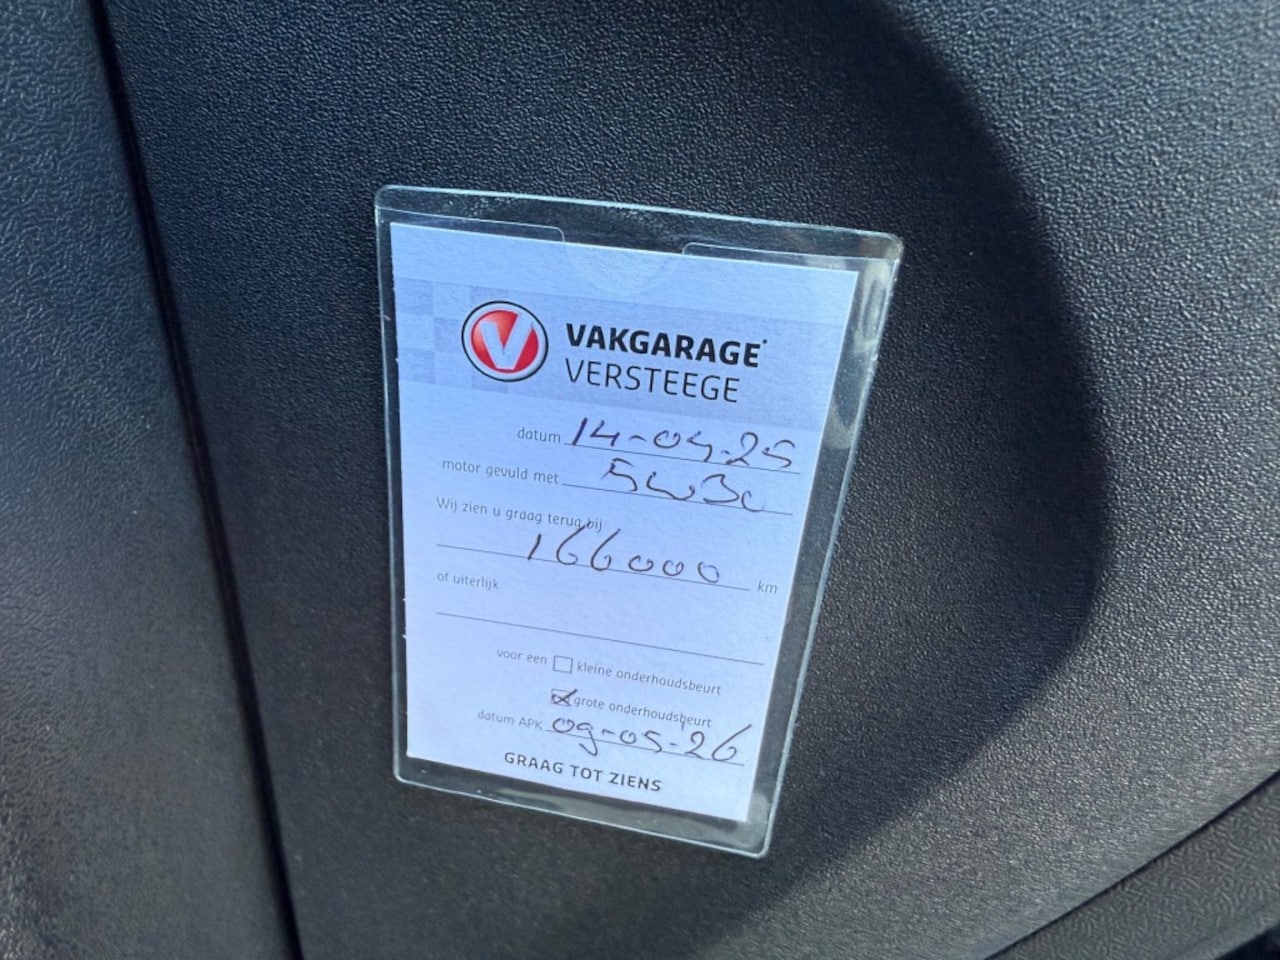 V
VAKGARAGE
VERSTEEGE
datum 14-04-25
motor gevuld met 5W30
Wij zien u graag terug bij
166000 km
of uiterlijk
voor een kleine onderhoudsbeurt
grote onderhoudsbeurt
datum APK 09-05-26
GRAAG TOT ZIENS